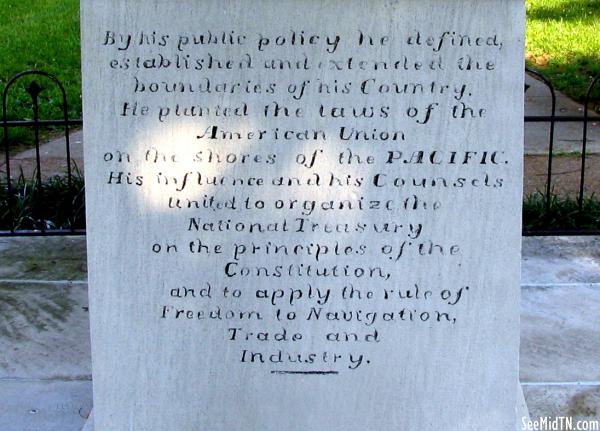 By his public policy he defined,
established and extended the
boundaries of his Country.
He planted the laws of the
American Union
on the shores of the PACIFIC.
His influence and his Counsels
united to organize the
National Treasury
on the principles of the
Constitution,
and to apply the rule of
Freedom to Navigation,
Trade and
Industry.
SeeMidTN.com